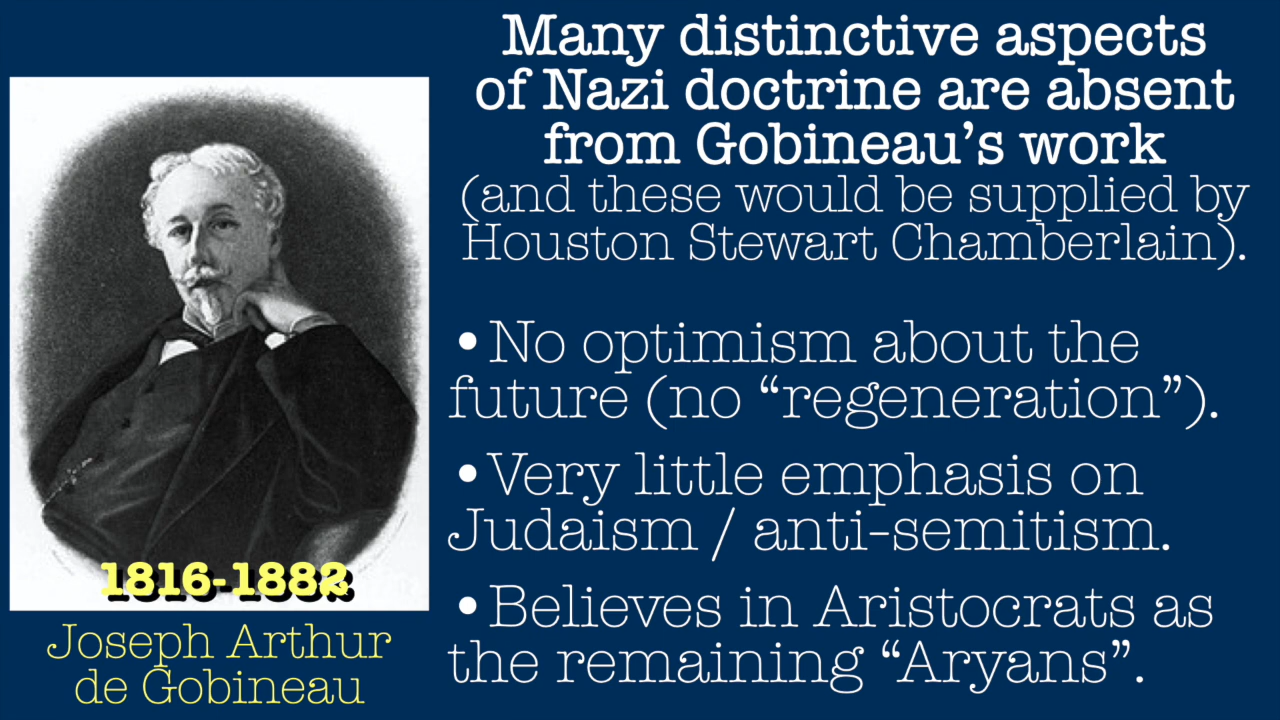 Many distinctive aspects
of Nazi doctrine are absent
from Gobineau’s work
(and these would be supplied by
Houston Stewart Chamberlain).
•No optimism about the
future (no “regeneration”).
•Very little emphasis on
Judaism / anti-semitism.
•Believes in Aristocrats as
the remaining “Aryans”.
1816-1882
Joseph Arthur
de Gobineau